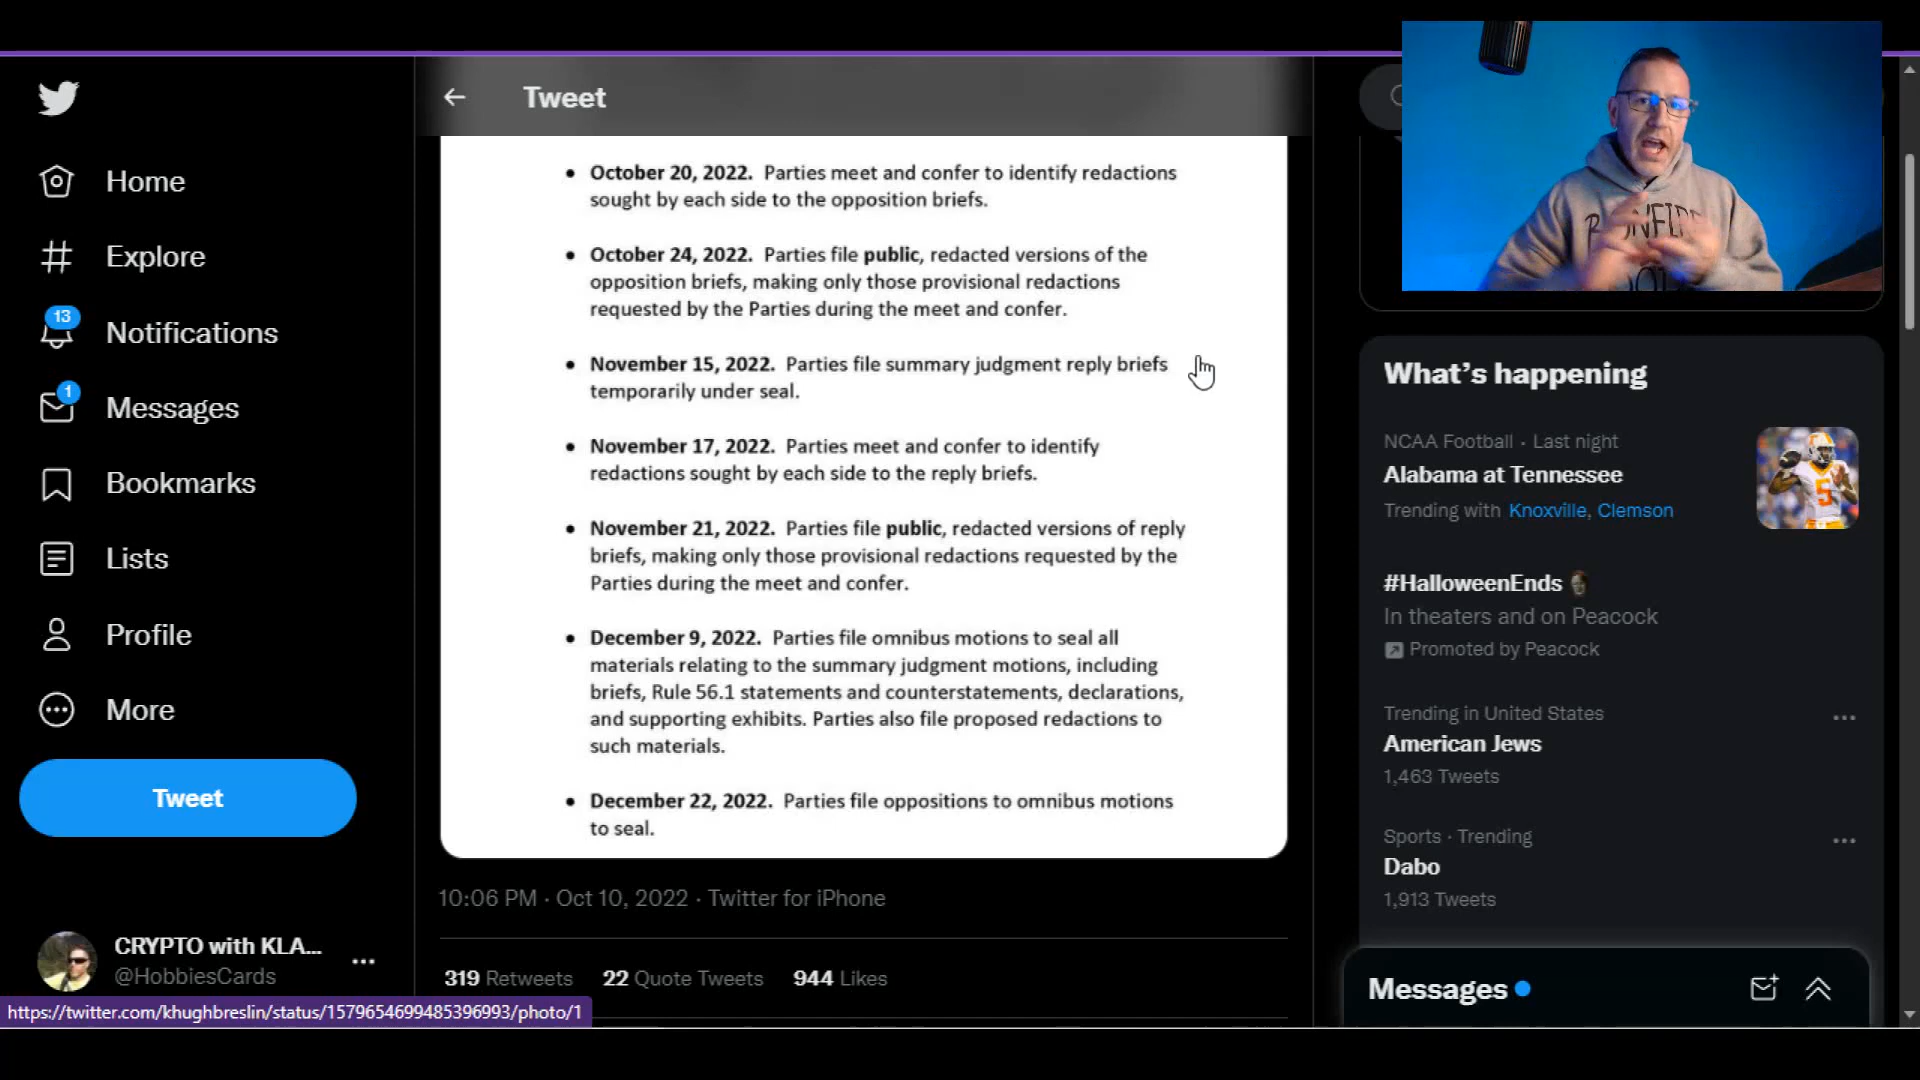 Tweet
Home
Explore
13
Notifications
1
Messages
Bookmarks
Lists
Profile
More
Tweet
CRYPTO with KLA...
@HobbiesCards
https://twitter.com/khughbreslin/status/1579654699485396993/photo/1
• October 20, 2022. Parties meet and confer to identify redactions
sought by each side to the opposition briefs.
• October 24, 2022. Parties file public, redacted versions of the
opposition briefs, making only those provisional redactions
requested by the Parties during the meet and confer.
• November 15, 2022. Parties file summary judgment reply briefs
temporarily under seal.
• November 17, 2022. Parties meet and confer to identify
redactions sought by each side to the reply briefs.
• November 21, 2022. Parties file public, redacted versions of reply
briefs, making only those provisional redactions requested by the
Parties during the meet and confer.
• December 9, 2022. Parties file omnibus motions to seal all
materials relating to the summary judgment motions, including
briefs, Rule 56.1 statements and counterstatements, declarations,
and supporting exhibits. Parties also file proposed redactions to
such materials.
• December 22, 2022. Parties file oppositions to omnibus motions
to seal.
10:06 PM · Oct 10, 2022 · Twitter for iPhone
319 Retweets 22 Quote Tweets 944 Likes
What's happening
NCAA Football · Last night
Alabama at Tennessee
Trending with Knoxville, Clemson
5
#HalloweenEnds
In theaters and on Peacock
Promoted by Peacock
Trending in United States
American Jews
1,463 Tweets
Sports · Trending
Dabo
1,913 Tweets
Messages